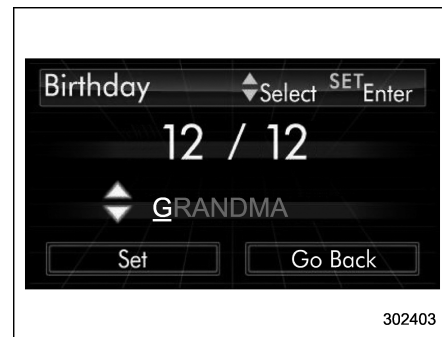 Birthday Select SET Enter
12 / 12
GRANDMA
Set Go Back
302403